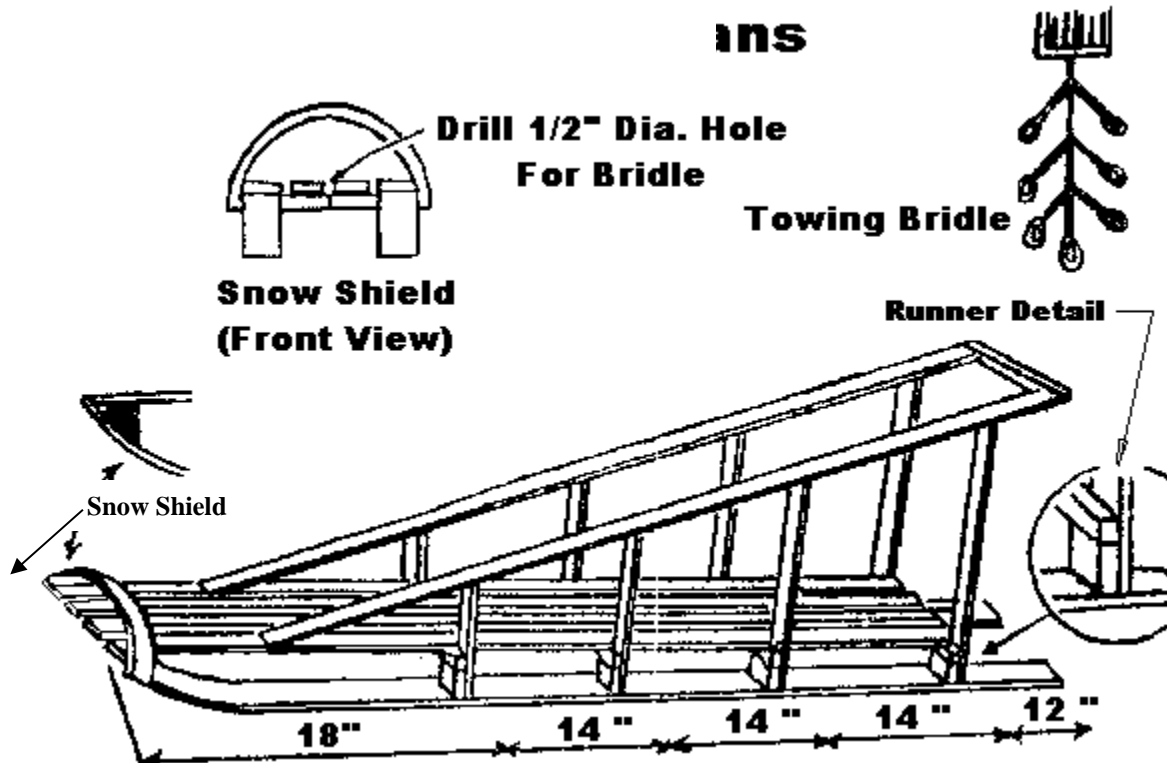 Drill 1/2" Dia. Hole
For Bridle
Towing Bridle
Snow Shield
(Front View)
Runner Detail
Snow Shield
18" 14 " 14 " 14 " 12 "